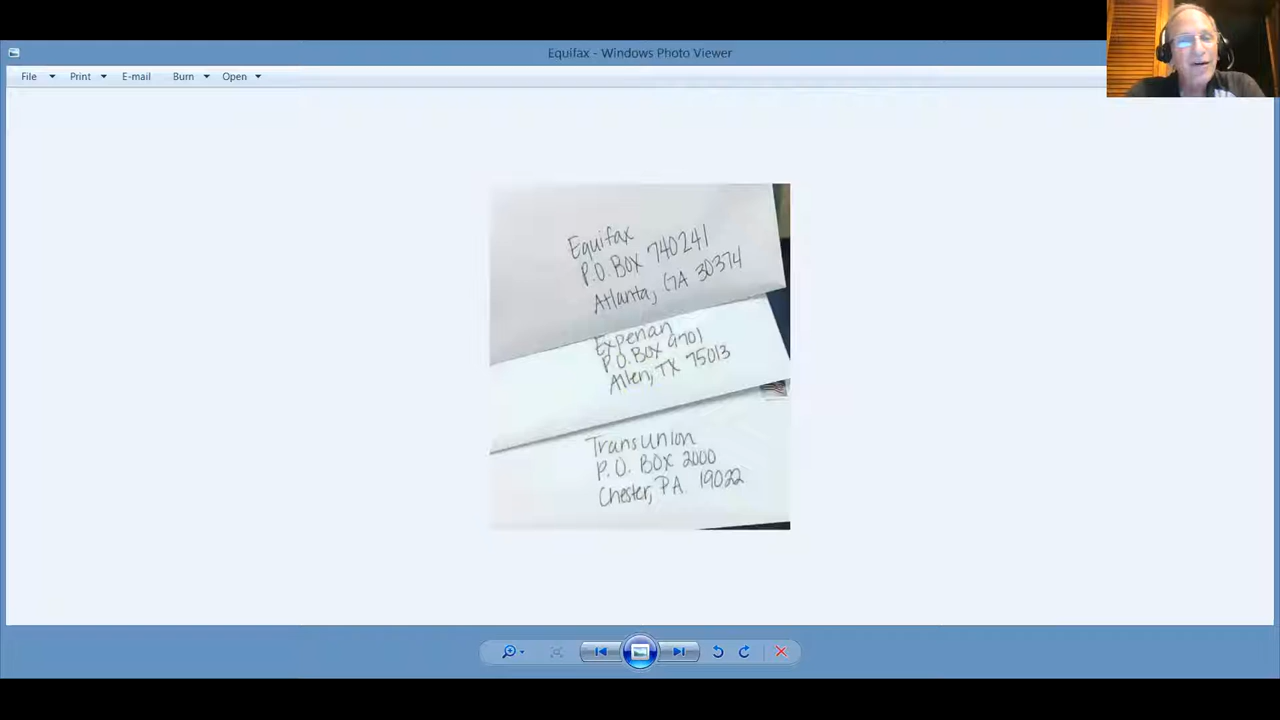 Equifax - Windows Photo Viewer
File Print E-mail Burn Open
Equifax
P.O. Box 740241
Atlanta, GA 30374
Experian
P.O. Box 9701
Allen, TX 75013
TransUnion
P.O. Box 2000
Chester, PA 19022